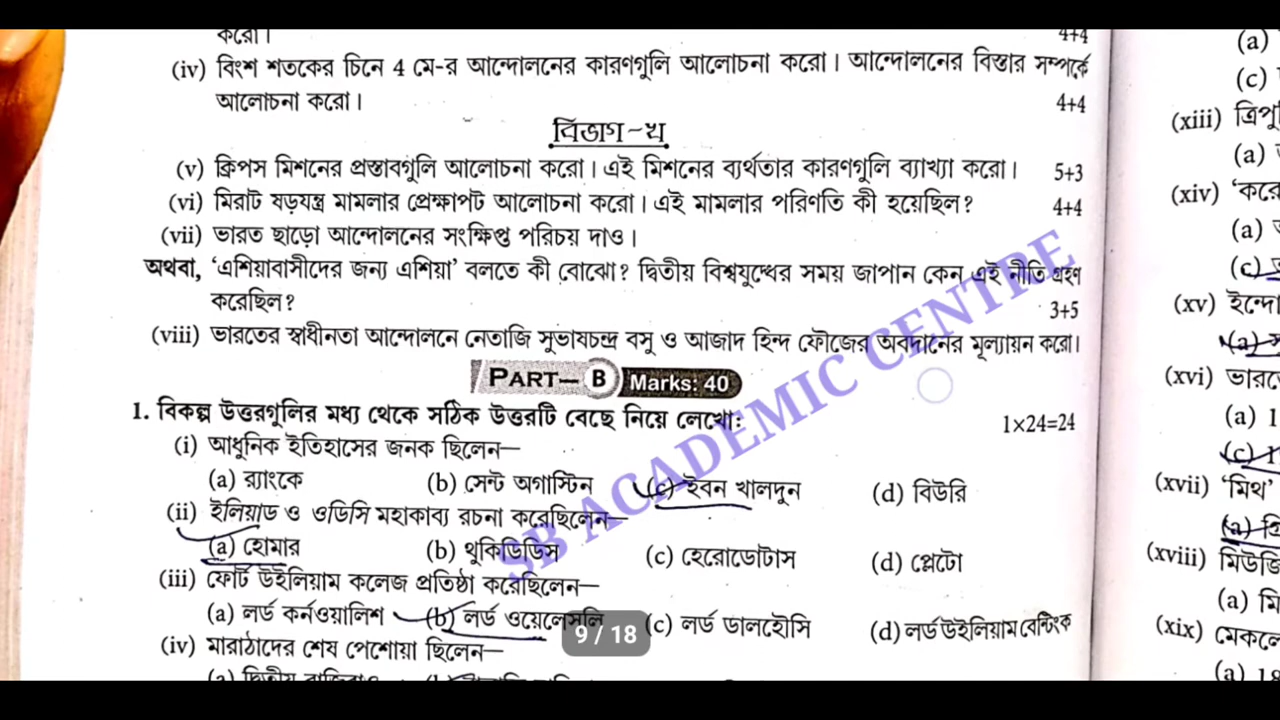 করো। 4+4
(iv) বিংশ শতকের চিনে 4 মে-র আন্দোলনের কারণগুলি আলোচনা করো। আন্দোলনের বিস্তার সম্পর্কে
আলোচনা করো। 4+4
বিভাগ-খ
(v) ক্রিপস মিশনের প্রস্তাবগুলি আলোচনা করো। এই মিশনের ব্যর্থতার কারণগুলি ব্যাখ্যা করো। 5+3
(vi) মিরাট ষড়যন্ত্র মামলার প্রেক্ষাপট আলোচনা করো। এই মামলার পরিণতি কী হয়েছিল? 4+4
(vii) ভারত ছাড়ো আন্দোলনের সংক্ষিপ্ত পরিচয় দাও।
অথবা, ‘এশিয়াবাসীদের জন্য এশিয়া’ বলতে কী বোঝো? দ্বিতীয় বিশ্বযুদ্ধের সময় জাপান কেন এই নীতি গ্রহণ
করেছিল? 3+5
(viii) ভারতের স্বাধীনতা আন্দোলনে নেতাজি সুভাষচন্দ্র বসু ও আজাদ হিন্দ ফৌজের অবদানের মূল্যায়ন করো।
PART— B Marks: 40
1. বিকল্প উত্তরগুলির মধ্য থেকে সঠিক উত্তরটি বেছে নিয়ে লেখো: 1×24=24
(i) আধুনিক ইতিহাসের জনক ছিলেন—
(a) র‍্যাংকে (b) সেন্ট অগাস্টিন (c) ইবন খালদুন (d) বিউরি
(ii) ইলিয়াড ও ওডিসি মহাকাব্য রচনা করেছিলেন—
(a) হোমার (b) থুকিডিডিস (c) হেরোডোটাস (d) প্লেটো
(iii) ফোর্ট উইলিয়াম কলেজ প্রতিষ্ঠা করেছিলেন—
(a) লর্ড কর্নওয়ালিশ (b) লর্ড ওয়েলেসলি (c) লর্ড ডালহৌসি (d) লর্ড উইলিয়াম বেন্টিংক
(iv) মারাঠাদের শেষ পেশোয়া ছিলেন—
SB ACADEMIC CENTRE
9 / 18
(a)
(c)
(xiii) ত্রিপু
(a)
(xiv) ‘করে
(a)
(c)
(xv) ইন্দো
(a)
(xvi) ভারতে
(a) 1
(c) 1
(xvii) ‘মিথ’
(a)
(xviii) মিউজি
(a) মি
(xix) মেকলে
(a) 18